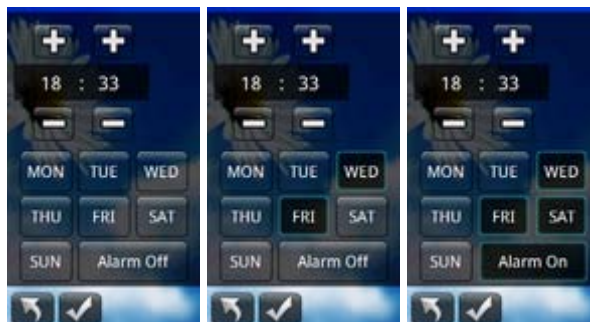 18 : 33
MON TUE WED
THU FRI SAT
SUN Alarm Off
18 : 33
MON TUE WED
THU FRI SAT
SUN Alarm Off
18 : 33
MON TUE WED
THU FRI SAT
SUN Alarm On